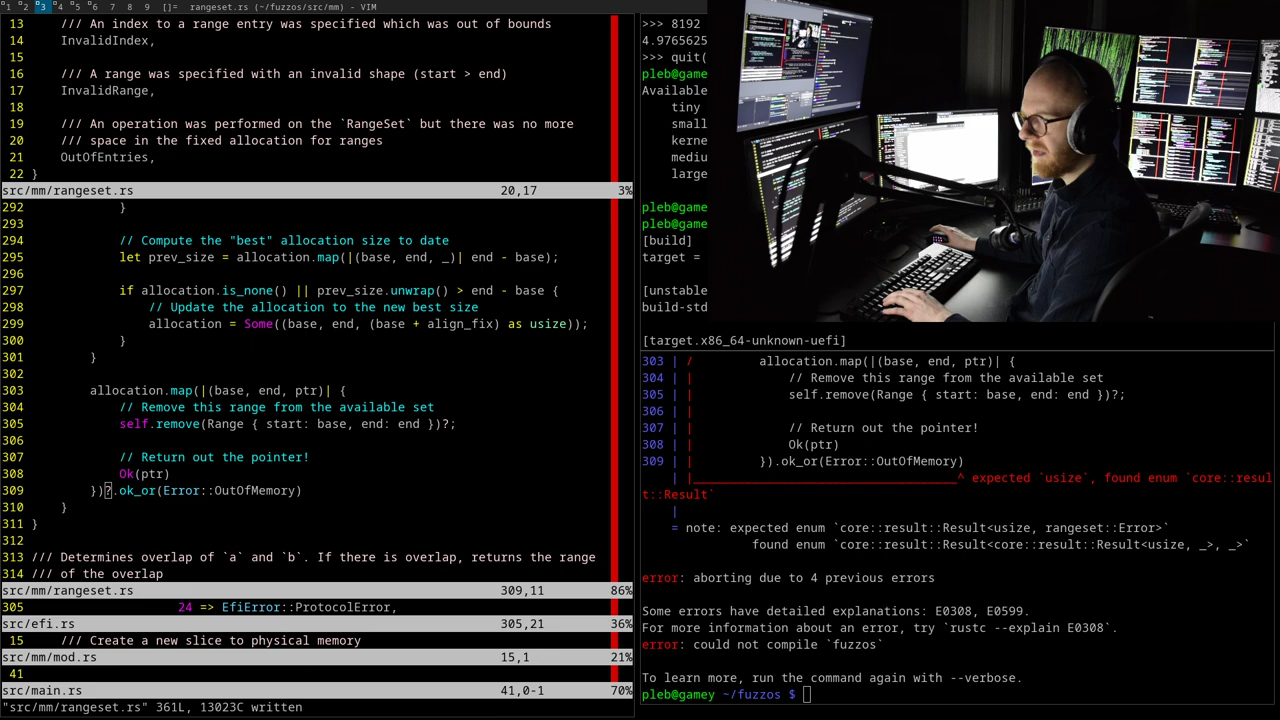 1 2 3 4 5 6 7 8 9 []= rangeset.rs (~/fuzzos/src/mm) - VIM
13 /// An index to a range entry was specified which was out of bounds
14 InvalidIndex,
15
16 /// A range was specified with an invalid shape (start > end)
17 InvalidRange,
18
19 /// An operation was performed on the `RangeSet` but there was no more
20 /// space in the fixed allocation for ranges
21 OutOfEntries,
22 }
src/mm/rangeset.rs 20,17 3%
292 }
293
294 // Compute the "best" allocation size to date
295 let prev_size = allocation.map(|(base, end, _)| end - base);
296
297 if allocation.is_none() || prev_size.unwrap() > end - base {
298 // Update the allocation to the new best size
299 allocation = Some((base, end, (base + align_fix) as usize));
300 }
301 }
302
303 allocation.map(|(base, end, ptr)| {
304 // Remove this range from the available set
305 self.remove(Range { start: base, end: end })?;
306
307 // Return out the pointer!
308 Ok(ptr)
309 })?.ok_or(Error::OutOfMemory)
310 }
311 }
312
313 /// Determines overlap of `a` and `b`. If there is overlap, returns the range
314 /// of the overlap
src/mm/rangeset.rs 309,11 86%
305 24 => EfiError::ProtocolError,
src/efi.rs 305,21 36%
15 /// Create a new slice to physical memory
src/mm/mod.rs 15,1 21%
41
src/main.rs 41,0-1 70%
"src/mm/rangeset.rs" 361L, 13023C written
>>> 8192
4.9765625
>>> quit(
pleb@game
Available
tiny
small
kerne
mediu
large
pleb@game
pleb@game
[build]
target =
[unstable
build-std
[target.x86_64-unknown-uefi]
303 | / allocation.map(|(base, end, ptr)| {
304 | | // Remove this range from the available set
305 | | self.remove(Range { start: base, end: end })?;
306 | |
307 | | // Return out the pointer!
308 | | Ok(ptr)
309 | | }).ok_or(Error::OutOfMemory)
| |_____________________________________^ expected `usize`, found enum `core::resul
t::Result`
|
= note: expected enum `core::result::Result<usize, rangeset::Error>`
found enum `core::result::Result<core::result::Result<usize, _>, _>`
error: aborting due to 4 previous errors
Some errors have detailed explanations: E0308, E0599.
For more information about an error, try `rustc --explain E0308`.
error: could not compile `fuzzos`
To learn more, run the command again with --verbose.
pleb@gamey ~/fuzzos $